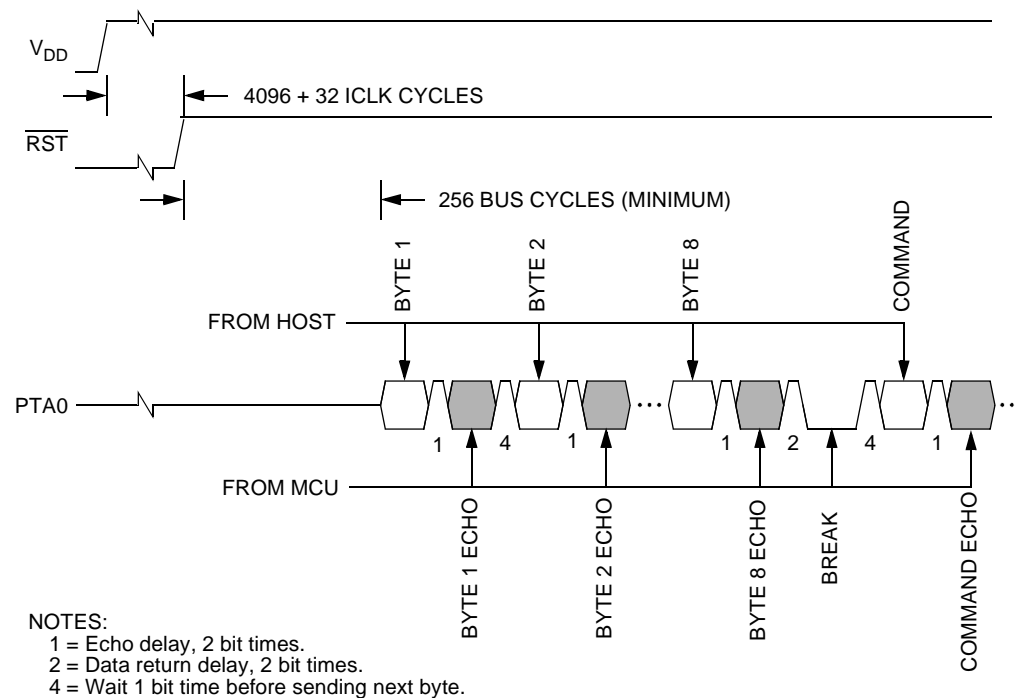 VDD
4096 + 32 ICLK CYCLES
RST
256 BUS CYCLES (MINIMUM)
BYTE 1
BYTE 2
BYTE 8
COMMAND
FROM HOST
PTA0
1
4
1
1
2
4
1
FROM MCU
BYTE 1 ECHO
BYTE 2 ECHO
BYTE 8 ECHO
BREAK
COMMAND ECHO
NOTES:
1 = Echo delay, 2 bit times.
2 = Data return delay, 2 bit times.
4 = Wait 1 bit time before sending next byte.